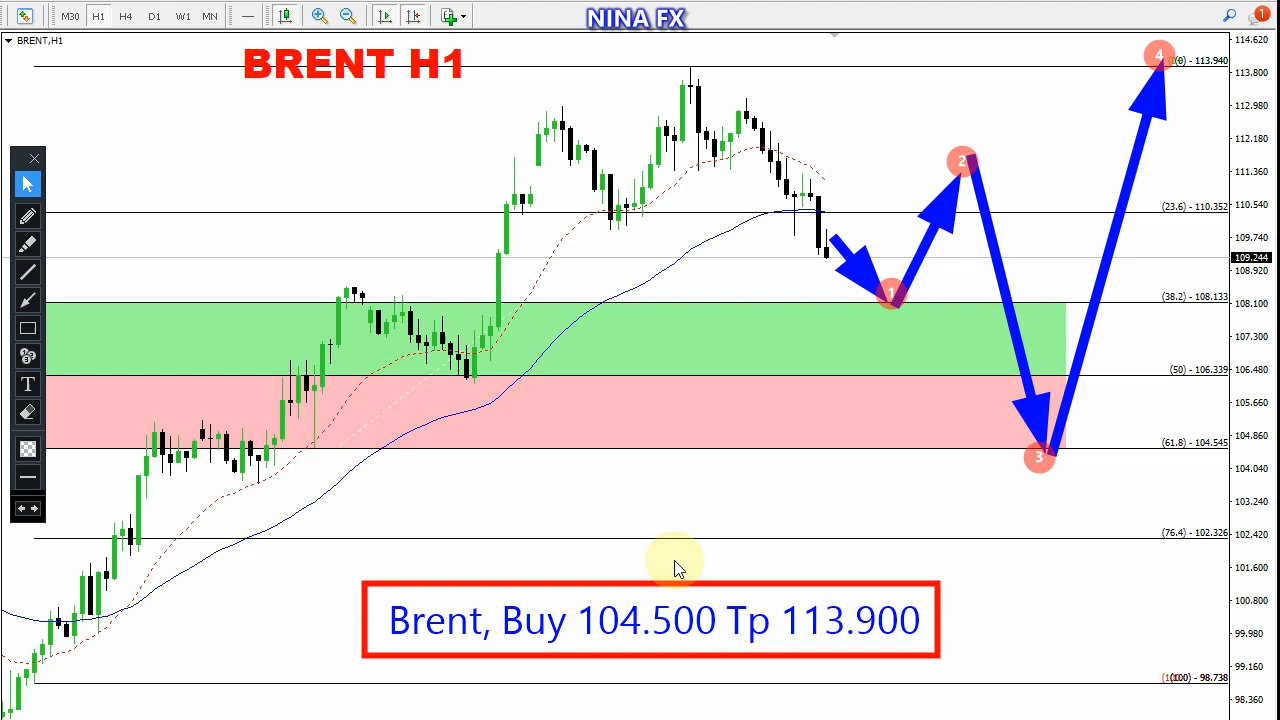 M30 H1 H4 D1 W1 MN
NINA FX
1
BRENT,H1
BRENT H1
114.620
113.800
112.980
112.180
111.360
110.540
109.740
109.244
108.920
108.100
107.300
106.480
105.660
104.860
104.040
103.240
102.420
101.600
100.800
99.980
99.160
98.360
- 113.940
(23.6) - 110.352
(38.2) - 108.133
(50) - 106.339
(61.8) - 104.545
(76.4) - 102.326
(100) - 98.738
1
2
3
4
T
Brent, Buy 104.500 Tp 113.900